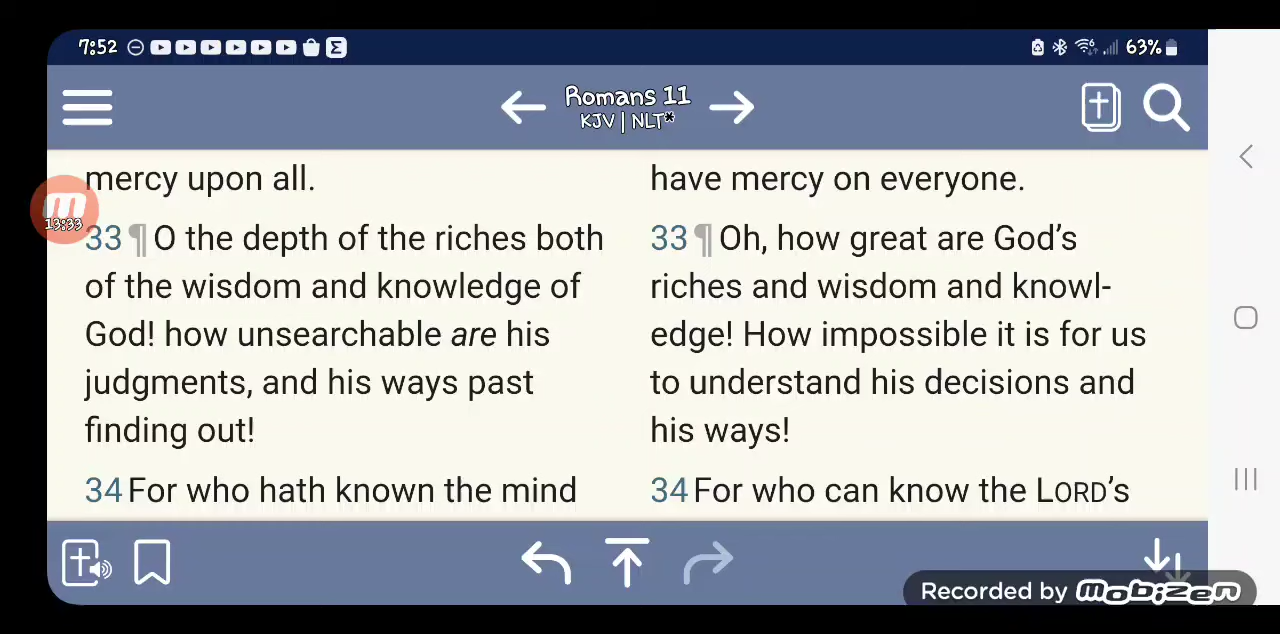 7:52
63%
Romans 11
KJV | NLT*
mercy upon all.
33 ¶ O the depth of the riches both
of the wisdom and knowledge of
God! how unsearchable are his
judgments, and his ways past
finding out!
34 For who hath known the mind
have mercy on everyone.
33 ¶ Oh, how great are God's
riches and wisdom and knowl-
edge! How impossible it is for us
to understand his decisions and
his ways!
34 For who can know the LORD's
13:33
Recorded by Mobizen